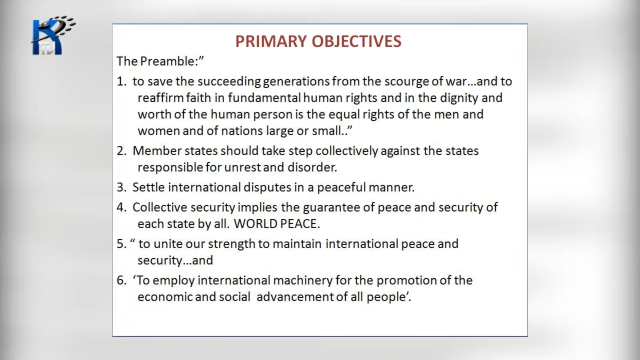 PRIMARY OBJECTIVES
The Preamble:”
1. to save the succeeding generations from the scourge of war…and to
reaffirm faith in fundamental human rights and in the dignity and
worth of the human person is the equal rights of the men and
women and of nations large or small..”
2. Member states should take step collectively against the states
responsible for unrest and disorder.
3. Settle international disputes in a peaceful manner.
4. Collective security implies the guarantee of peace and security of
each state by all. WORLD PEACE.
5. “ to unite our strength to maintain international peace and
security…and
6. ‘To employ international machinery for the promotion of the
economic and social advancement of all people’.